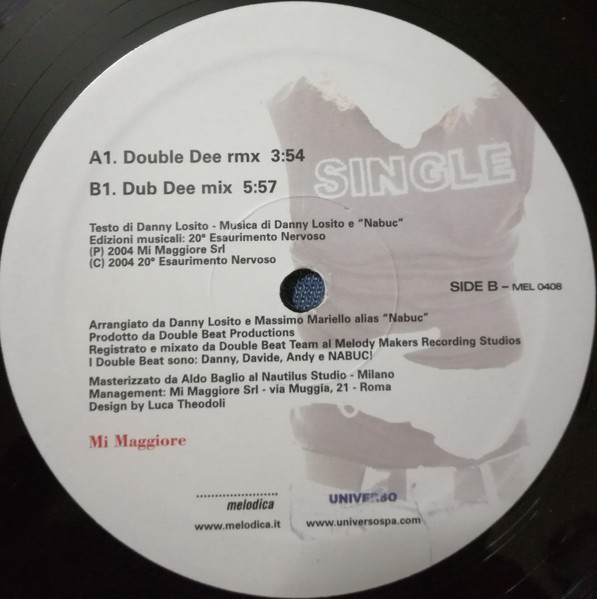 A1. Double Dee rmx 3:54
SINGLE
B1. Dub Dee mix 5:57
Testo di Danny Losito - Musica di Danny Losito e "Nabuc"
Edizioni musicali: 20° Esaurimento Nervoso
(P) 2004 Mi Maggiore Srl
(C) 2004 20° Esaurimento Nervoso
SIDE B – MEL 0408
Arrangiato da Danny Losito e Massimo Mariello alias "Nabuc"
Prodotto da Double Beat Productions
Registrato e mixato da Double Beat Team al Melody Makers Recording Studios
I Double Beat sono: Danny, Davide, Andy e NABUC!
Masterizzato da Aldo Baglio al Nautilus Studio - Milano
Management: Mi Maggiore Srl - via Muggia, 21 - Roma
Design by Luca Theodoli
Mi Maggiore
melodica
UNIVERSO
www.melodica.it
www.universospa.com